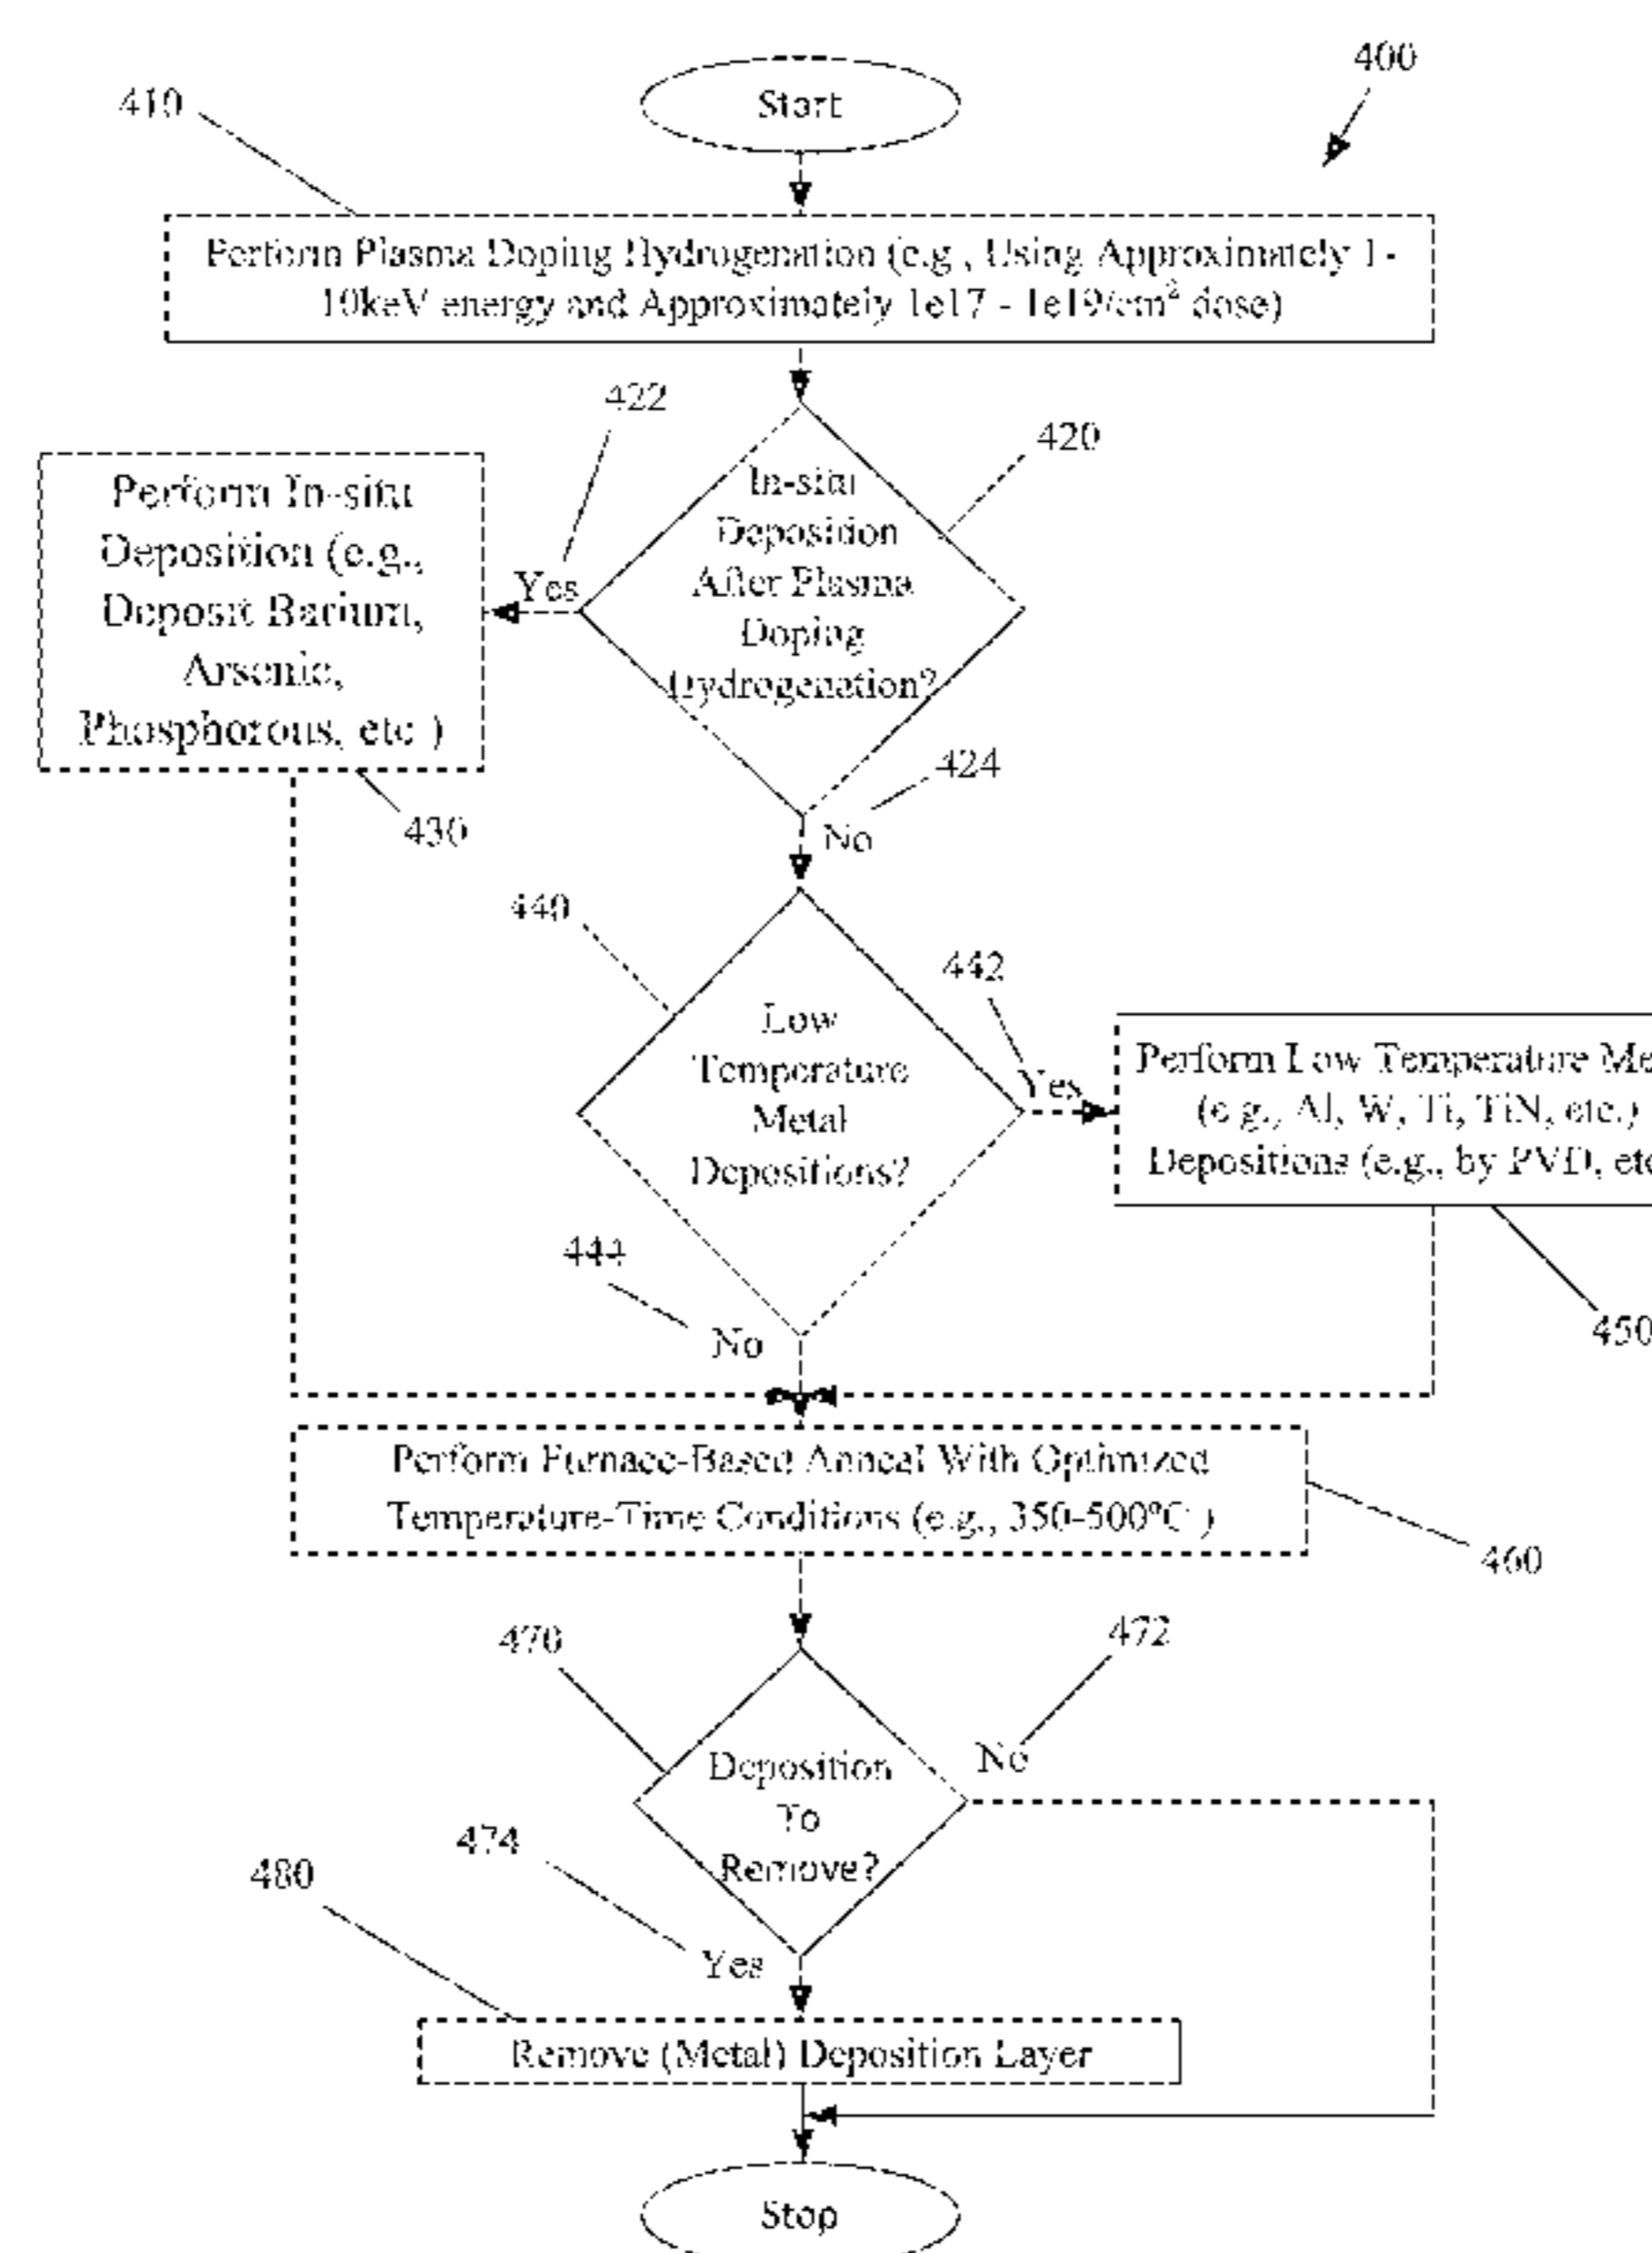 400
410
Start
Perform Plasma Doping Hydrogenation (e.g., Using Approximately 1-
10keV energy and Approximately 1e17 - 1e19/cm² dose)
422
420
In-situ
Deposition
After Plasma
Doping
Hydrogenation?
Yes
Perform In-situ
Deposition (e.g.,
Deposit Barium,
Arsenic,
Phosphorous, etc.)
430
424
No
440
442
Low
Temperature
Metal
Depositions?
Yes
Perform Low Temperature Me
(e.g., Al, W, Ti, TiN, etc.)
Depositions (e.g., by PVD, etc
444
No
450
Perform Furnace-Based Anneal With Optimized
Temperature-Time Conditions (e.g., 350-500ºC.)
460
470
472
Deposition
To
Remove?
No
474
480
Yes
Remove (Metal) Deposition Layer
Stop